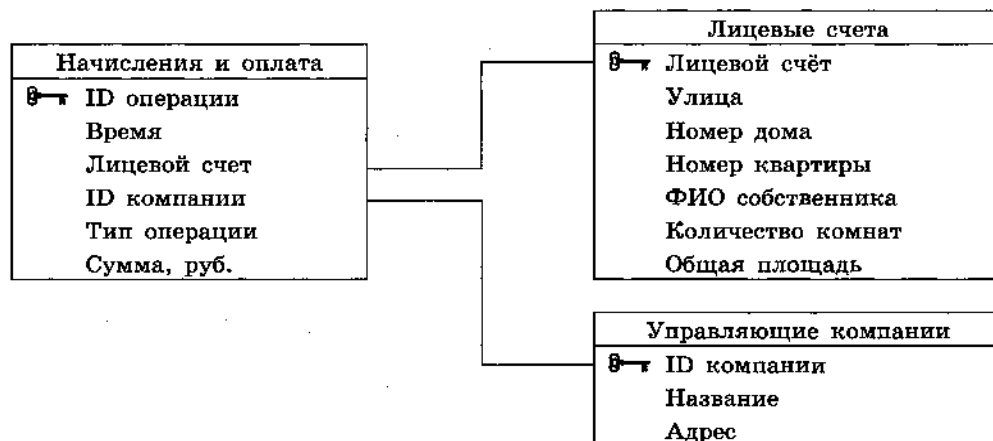 Начисления и оплата
ID операции
Время
Лицевой счет
ID компании
Тип операции
Сумма, руб.
Лицевые счета
Лицевой счёт
Улица
Номер дома
Номер квартиры
ФИО собственника
Количество комнат
Общая площадь
Управляющие компании
ID компании
Название
Адрес